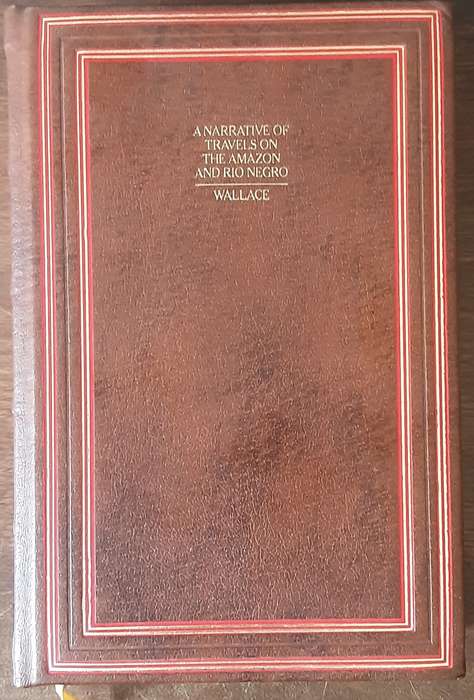 A NARRATIVE OF
TRAVELS ON
THE AMAZON
AND RIO NEGRO
WALLACE